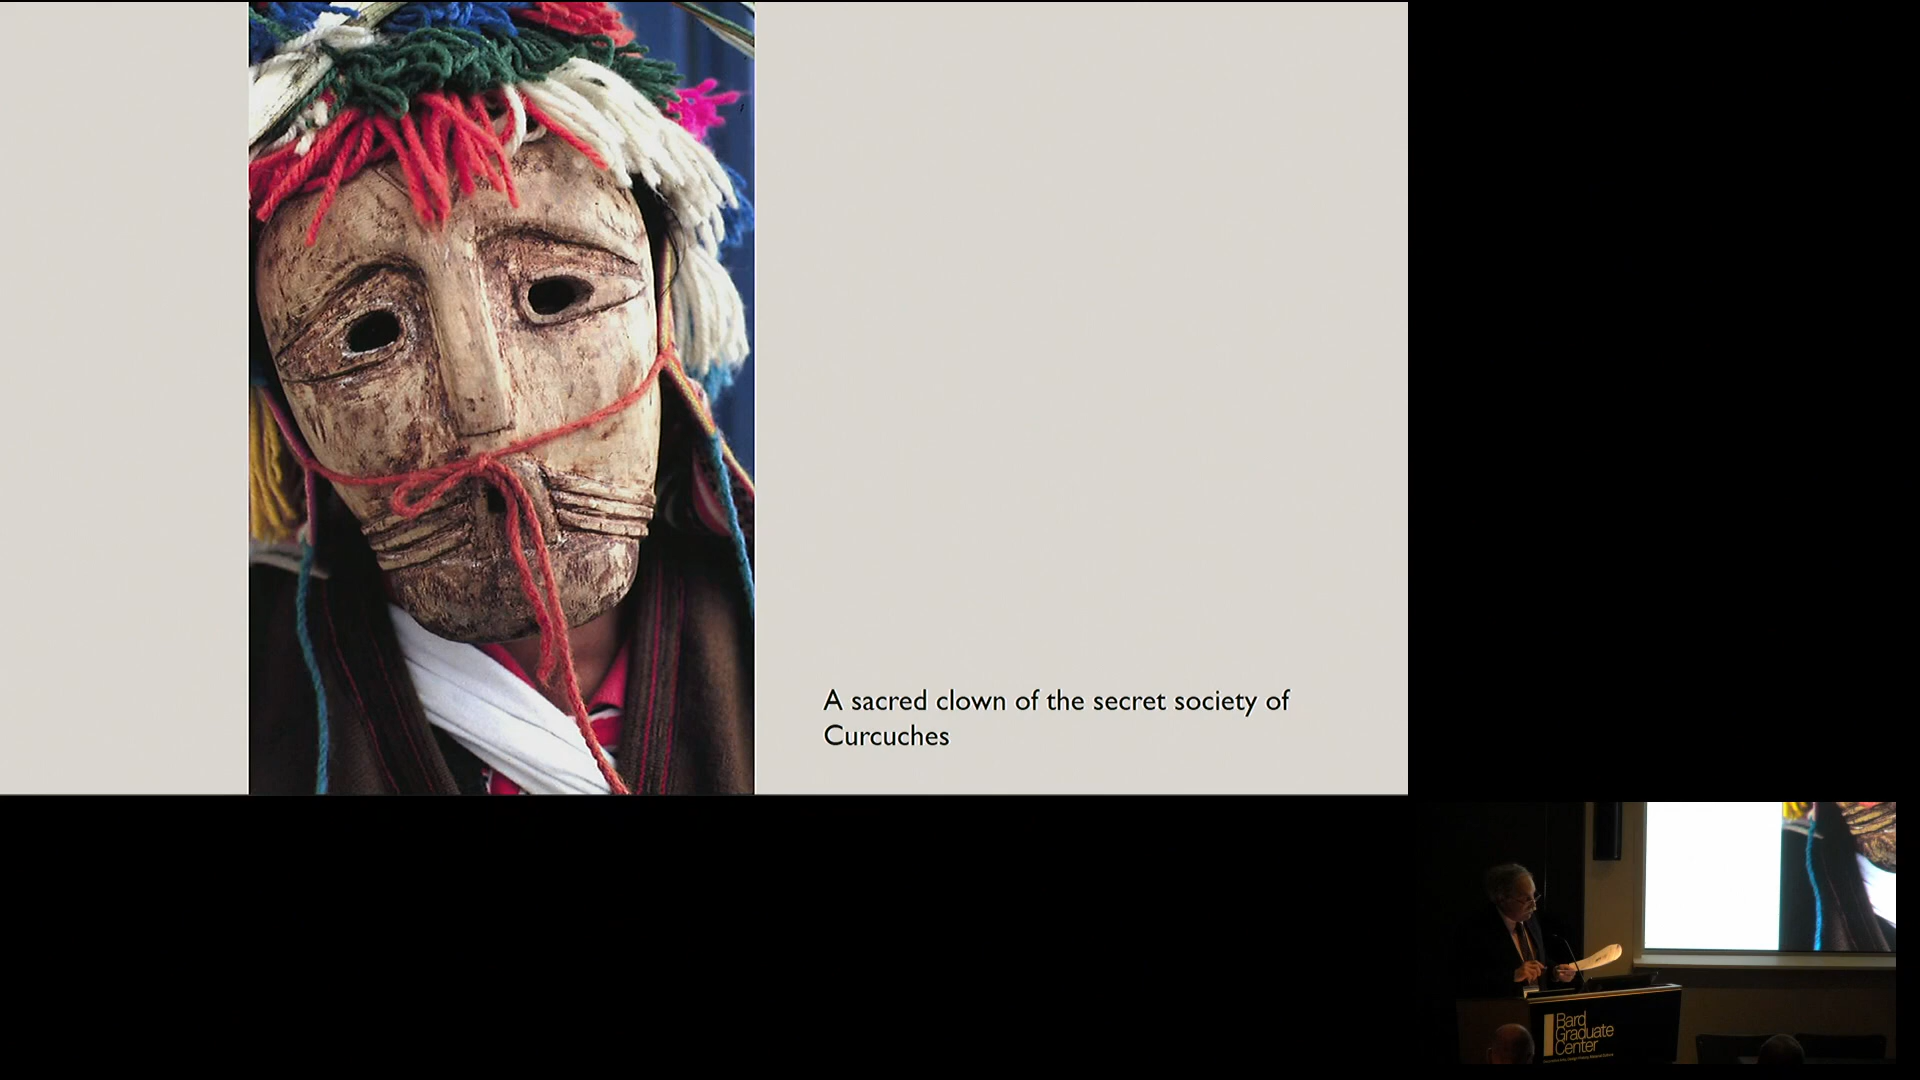 A sacred clown of the secret society of
Curcuches
Bard
Graduate
Center